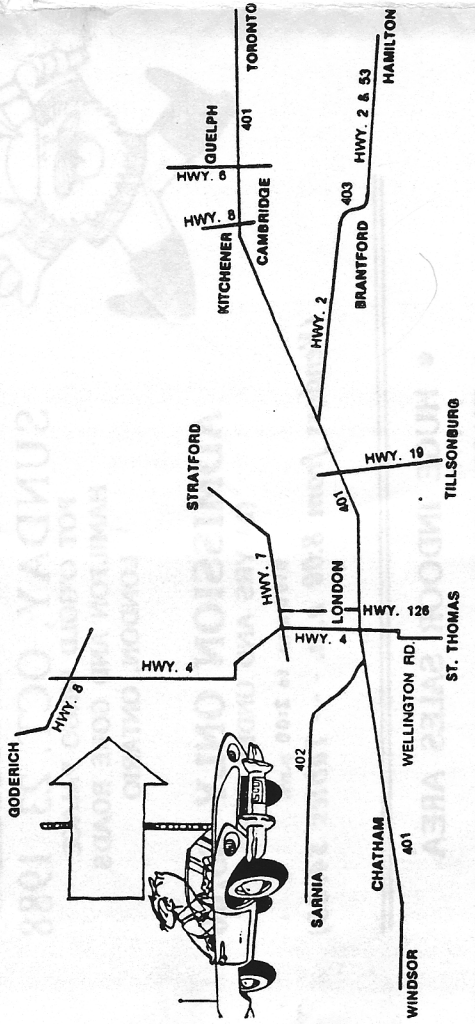 GODERICH
HWY. 8
HWY. 4
STRATFORD
HWY. 7
HWY. 4
LONDON
HWY. 126
WELLINGTON RD.
ST. THOMAS
402
SARNIA
CHATHAM
401
WINDSOR
401
HWY. 19
TILLSONBURG
KITCHENER
HWY. 8
CAMBRIDGE
HWY. 6
QUELPH
401
TORONTO
HWY. 2
BRANTFORD
403
HWY. 2 & 53
HAMILTON